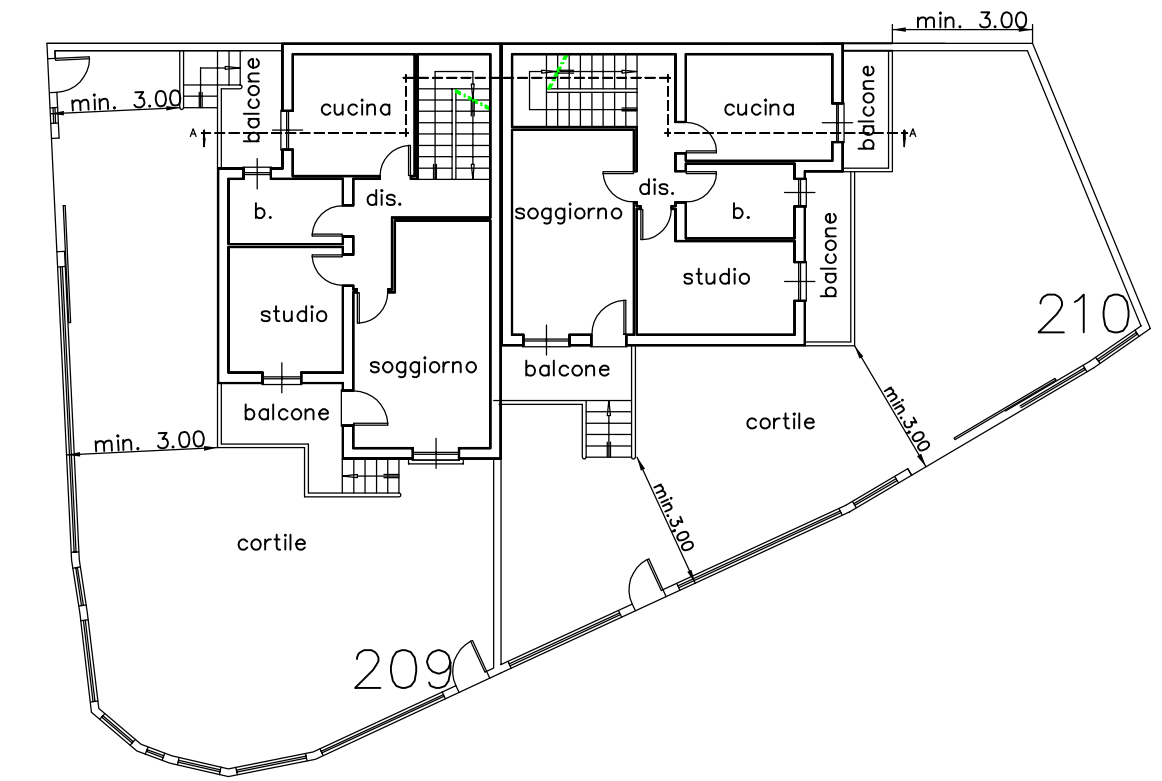 min. 3.00
balcone
min. 3.00
cucina
cucina
balcone
A
A
dis.
dis.
b.
soggiorno
b.
balcone
studio
studio
210
soggiorno
balcone
balcone
cortile
min.3.00
min. 3.00
min.3.00
cortile
209